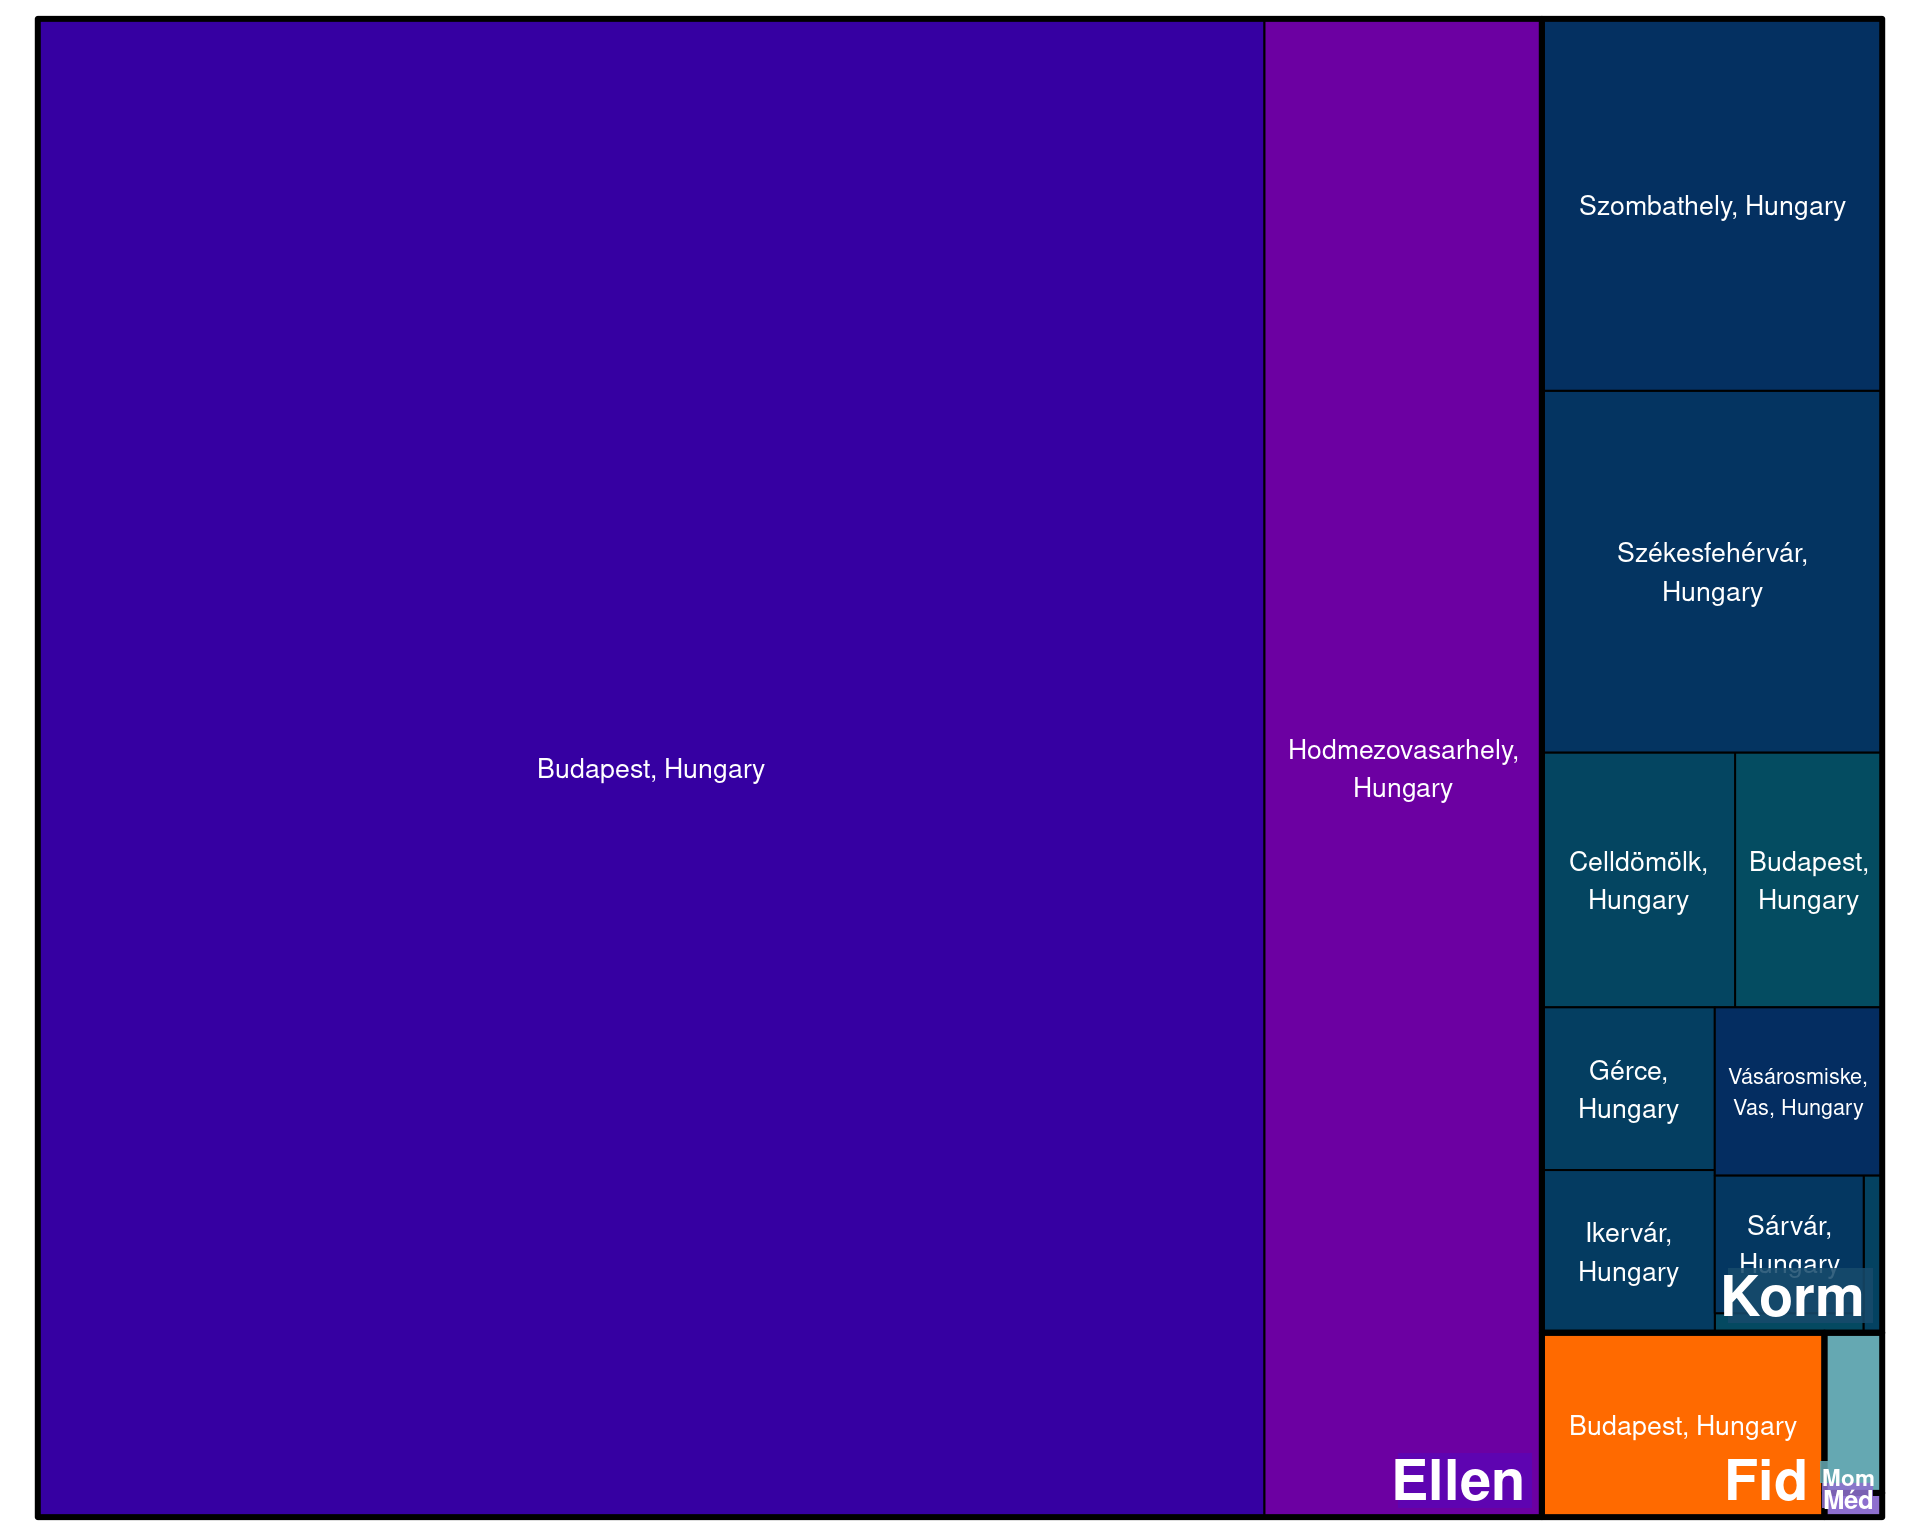 Budapest, Hungary
Hodmezovasarhely,
Hungary
Ellen
Szombathely, Hungary
Székesfehérvár,
Hungary
Celldömölk,
Hungary
Budapest,
Hungary
Gérce,
Hungary
Vásárosmiske,
Vas, Hungary
Ikervár,
Hungary
Sárvár,
Hungary
Korm
Budapest, Hungary
Fid
Mom
Méd